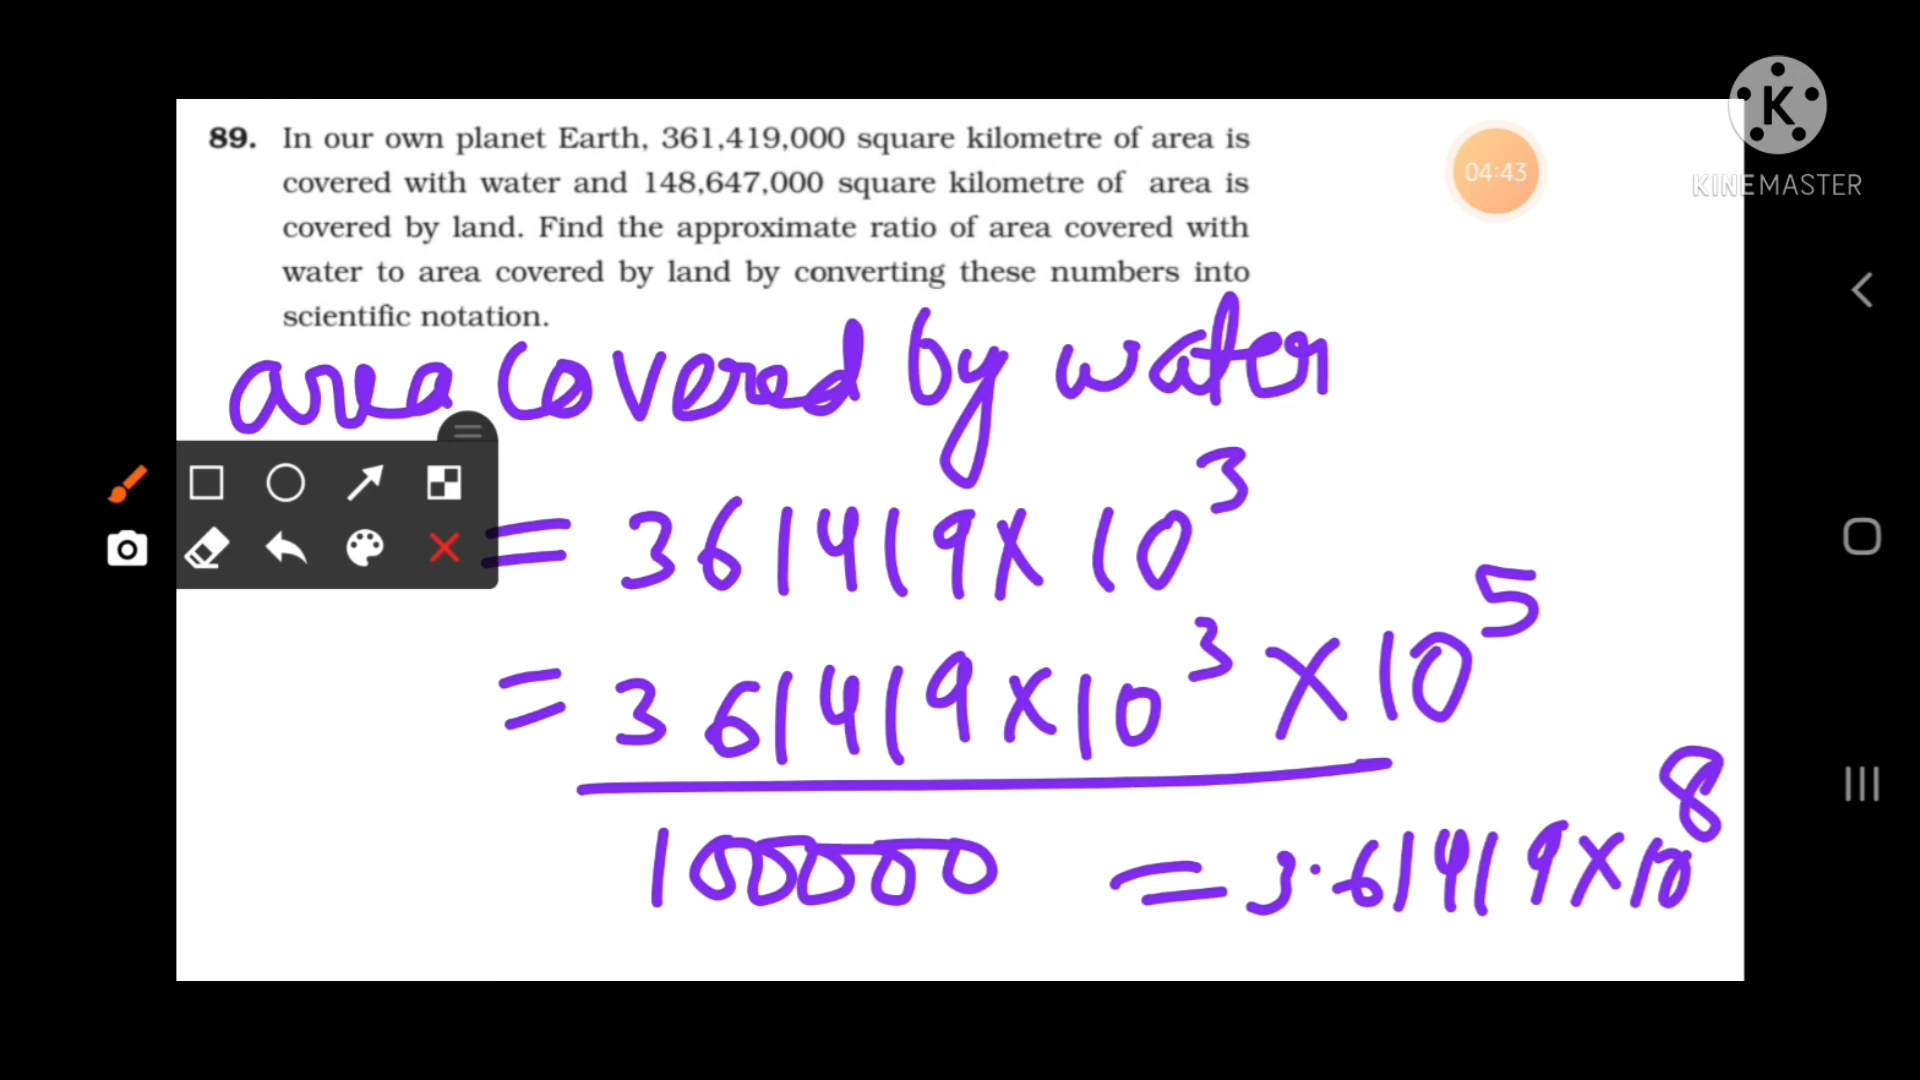 89. In our own planet Earth, 361,419,000 square kilometre of area is
covered with water and 148,647,000 square kilometre of area is
covered by land. Find the approximate ratio of area covered with
water to area covered by land by converting these numbers into
scientific notation.
04:43
K
KINEMASTER
area covered by water
= 361419 × 10³
= 361419 × 10³ × 10⁵
100000 = 3.61419 × 10⁸